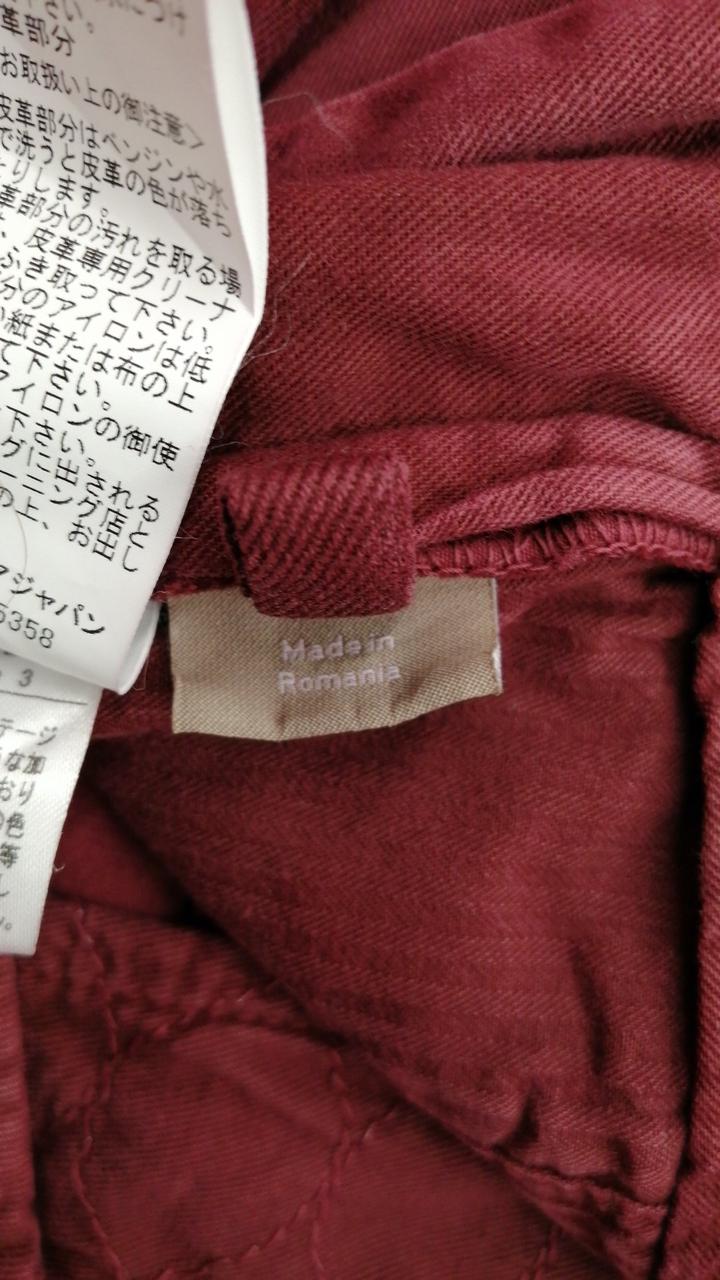 革部分
お取扱い上の御注意>
皮革部分はベンジンや水、
で洗うと皮革の色が落ち
とりします。
革部分の汚れを取る場
、皮革専用クリーナ
ふき取って下さい。
分のアイロンは低
い紙または布の上
て下さい。
アイロンの御使
下さい。
グに出される
ーニング店と
の上、お出し
マジャパン
5358
3
テージ
な加
おり
の色
等
し
Made in
Romania